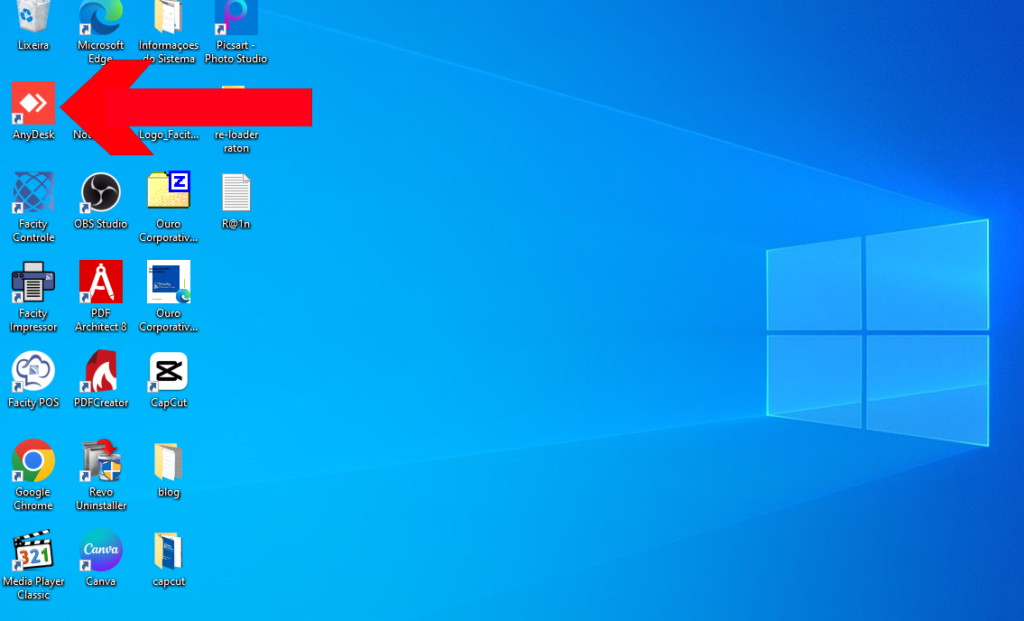 Lixeira
Microsoft
Edge
Informaçoes
do Sistema
Picsart -
Photo Studio
AnyDesk
Logo_Facit...
re-loader
raton
Facity
Controle
OBS Studio
Z
Ouro
Corporativ...
R@1n
Facity
Impressor
PDF
Architect 8
Ouro
Corporativ...
Facity POS
PDFCreator
CapCut
Google
Chrome
Revo
Uninstaller
blog
321
Media Player
Classic
Canva
Canva
capcut